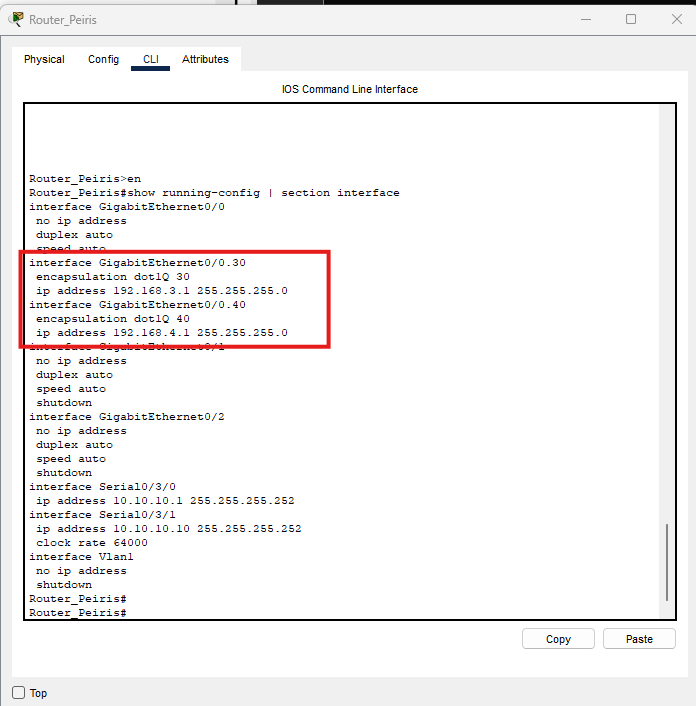 Router_Peiris
Physical Config CLI Attributes
IOS Command Line Interface
Router_Peiris>en
Router_Peiris#show running-config | section interface
interface GigabitEthernet0/0
no ip address
duplex auto
speed auto
interface GigabitEthernet0/0.30
encapsulation dot1Q 30
ip address 192.168.3.1 255.255.255.0
interface GigabitEthernet0/0.40
encapsulation dot1Q 40
ip address 192.168.4.1 255.255.255.0
interface GigabitEthernet0/1
no ip address
duplex auto
speed auto
shutdown
interface GigabitEthernet0/2
no ip address
duplex auto
speed auto
shutdown
interface Serial0/3/0
ip address 10.10.10.1 255.255.255.252
interface Serial0/3/1
ip address 10.10.10.10 255.255.255.252
clock rate 64000
interface Vlan1
no ip address
shutdown
Router_Peiris#
Router_Peiris#
Copy Paste
Top